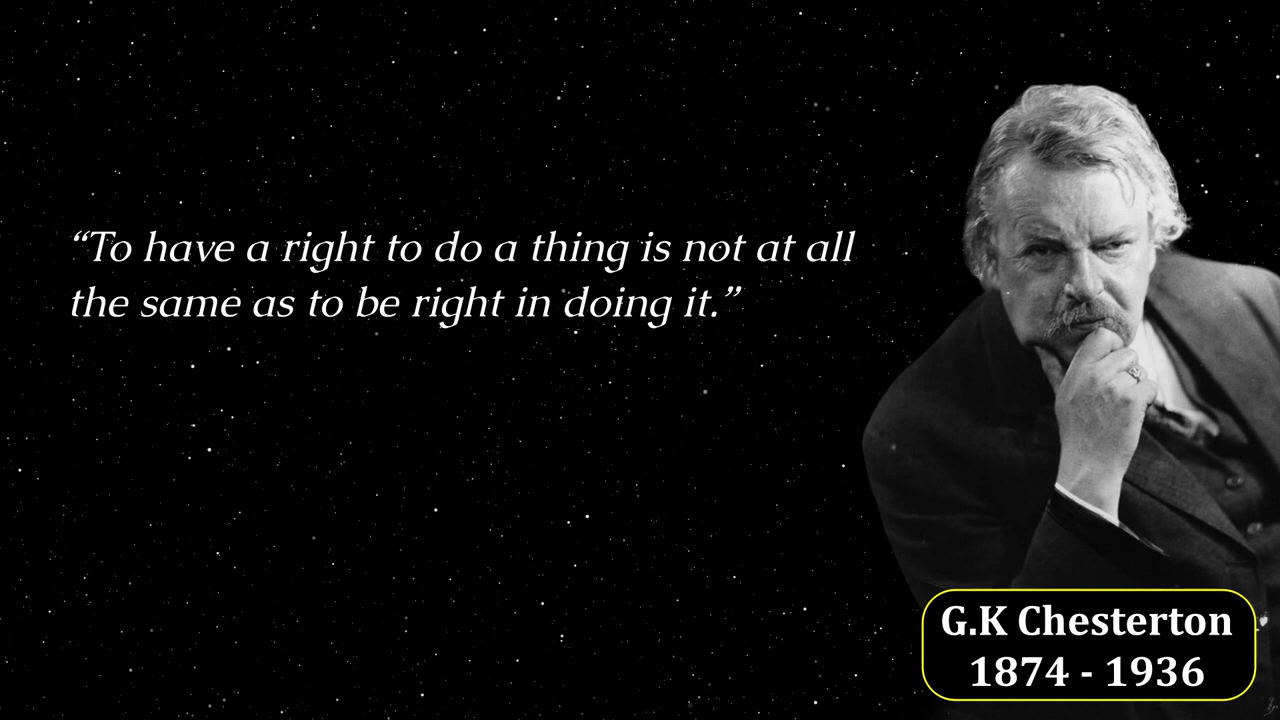 “To have a right to do a thing is not at all
the same as to be right in doing it.”
G.K Chesterton
1874 - 1936